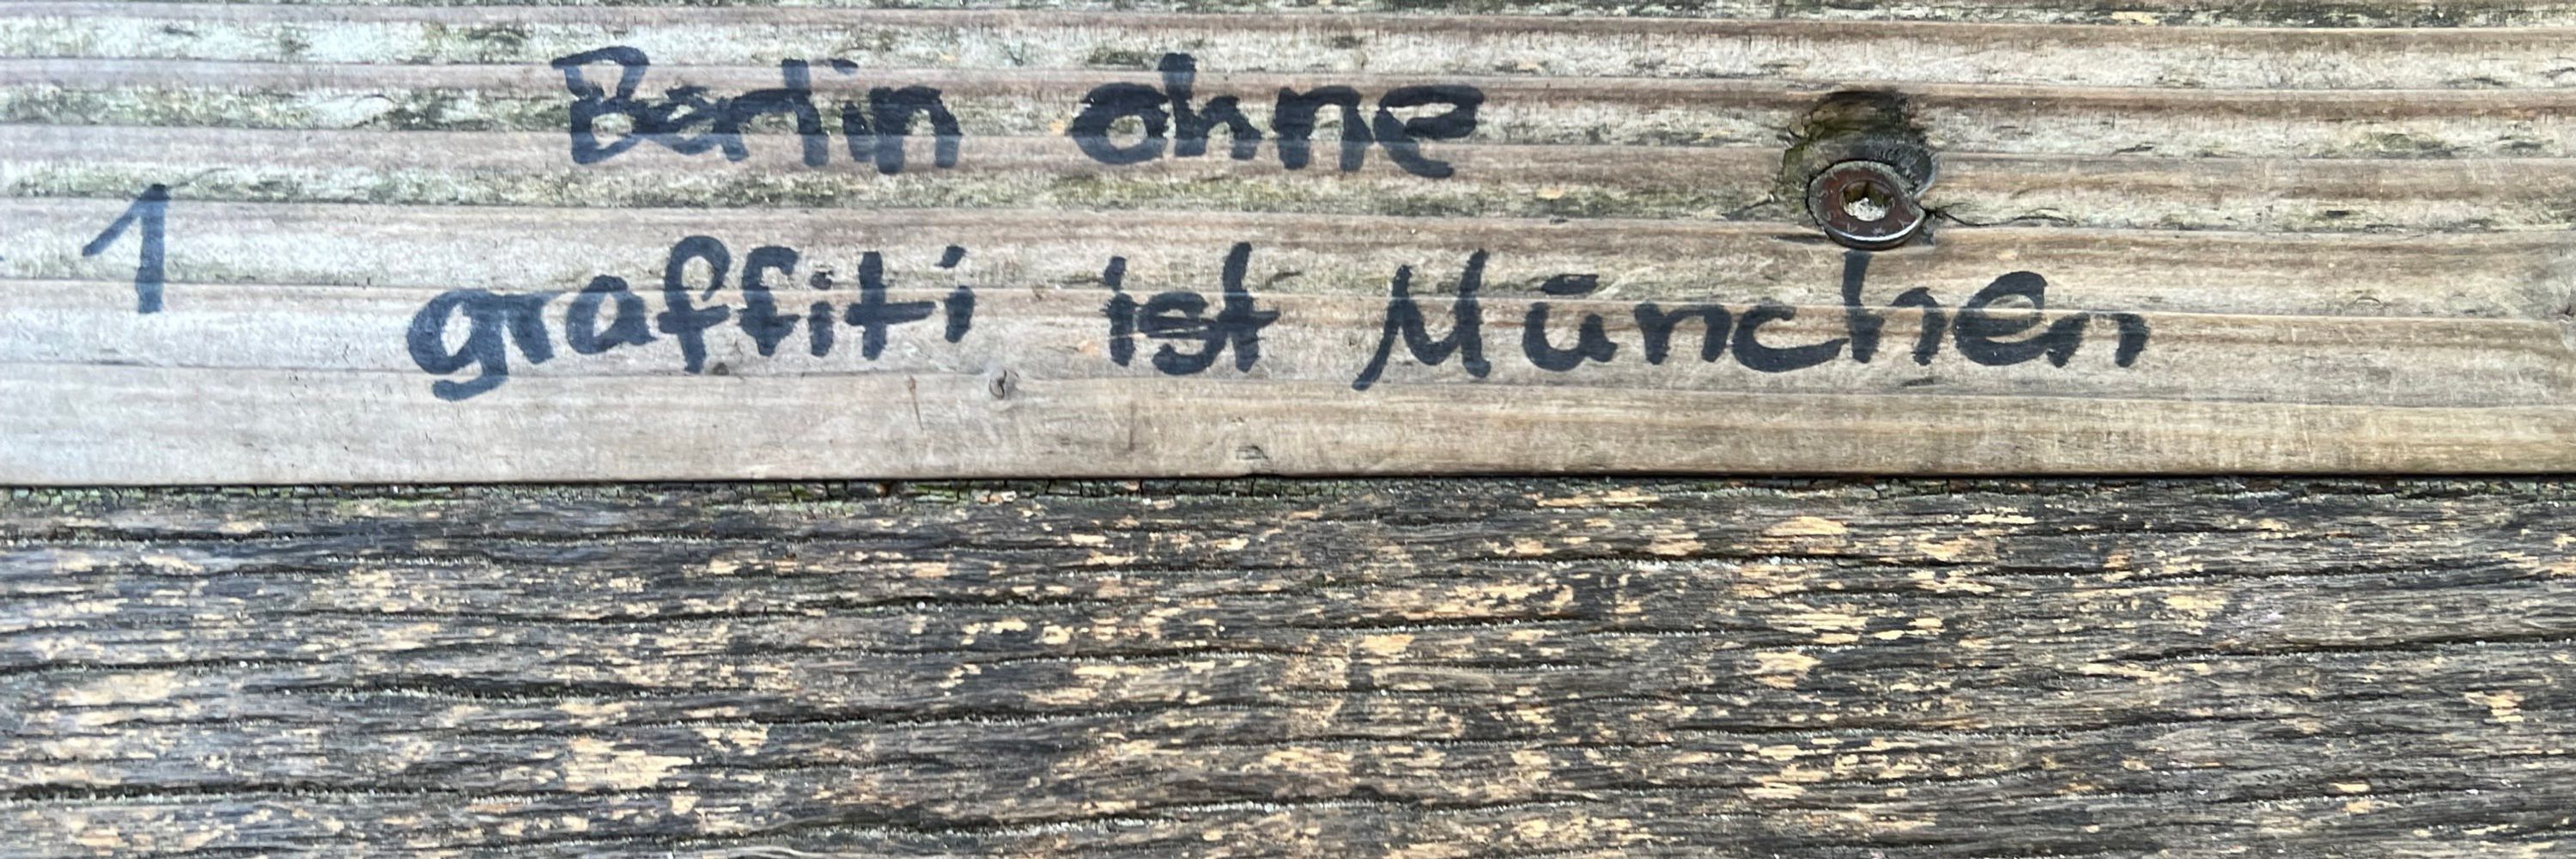 Berlin ohne
1
graffiti ist München